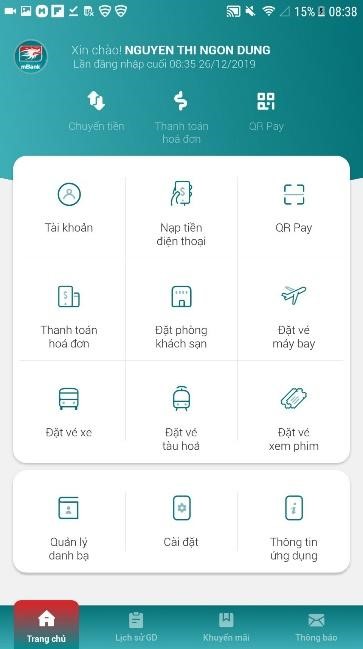 15% 08:38
Xin chào! NGUYEN THI NGON DUNG
Lần đăng nhập cuối 08:35 26/12/2019
mBank
Chuyển tiền
Thanh toán
hoá đơn
QR Pay
Tài khoản
Nạp tiền
điện thoại
QR Pay
Thanh toán
hoá đơn
Đặt phòng
khách sạn
Đặt vé
máy bay
Đặt vé xe
Đặt vé
tàu hoả
Đặt vé
xem phim
Quản lý
danh bạ
Cài đặt
Thông tin
ứng dụng
Trang chủ
Lịch sử GD
Khuyến mãi
Thông báo